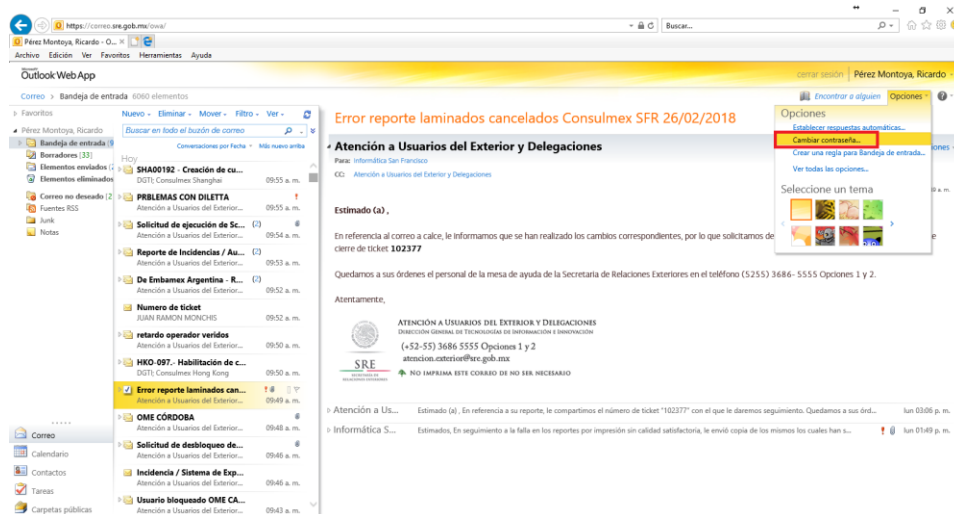 https://correo.sre.gob.mx/owa/
Buscar...
Pérez Montoya, Ricardo - O...
Archivo Edición Ver Favoritos Herramientas Ayuda
Outlook Web App
cerrar sesión Pérez Montoya, Ricardo
Correo > Bandeja de entrada 6060 elementos
Encontrar a alguien Opciones
Favoritos
Pérez Montoya, Ricardo
Bandeja de entrada [9
Borradores [33]
Elementos enviados [2
Elementos eliminados
Correo no deseado [2
Fuentes RSS
Junk
Notas
Correo
Calendario
Contactos
Tareas
Carpetas públicas
Nuevo Eliminar Mover Filtro Ver
Buscar en todo el buzón de correo
Conversaciones por Fecha Más nuevo arriba
Hoy
SHA00192 - Creación de cu...
DGTI; Consulmex Shanghai 09:55 a. m.
PRBLEMAS CON DILETTA
Atención a Usuarios del Exterior... 09:55 a. m.
Solicitud de ejecución de Sc... (2)
Atención a Usuarios del Exterior... 09:54 a. m.
Reporte de Incidencias / Au... (2)
Atención a Usuarios del Exterior... 09:53 a. m.
De Embamex Argentina - R... (2)
Atención a Usuarios del Exterior... 09:52 a. m.
Numero de ticket
JUAN RAMON MONCHIS 09:52 a. m.
retardo operador veridos
Atención a Usuarios del Exterior... 09:50 a. m.
HKO-097.- Habilitación de c...
DGTI; Consulmex Hong Kong 09:50 a. m.
Error reporte laminados can...
Atención a Usuarios del Exterior... 09:49 a. m.
OME CÓRDOBA
Atención a Usuarios del Exterior... 09:48 a. m.
Solicitud de desbloqueo de...
Atención a Usuarios del Exterior... 09:46 a. m.
Incidencia / Sistema de Exp...
Atención a Usuarios del Exterior... 09:46 a. m.
Usuario bloqueado OME CA...
Atención a Usuarios del Exterior... 09:43 a. m.
Error reporte laminados cancelados Consulmex SFR 26/02/2018
Atención a Usuarios del Exterior y Delegaciones
Para: Informática San Francisco
CC: Atención a Usuarios del Exterior y Delegaciones
Estimado (a) ,
En referencia al correo a calce, le informamos que se han realizado los cambios correspondientes, por lo que solicitamos de
cierre de ticket 102377
Quedamos a sus órdenes el personal de la mesa de ayuda de la Secretaria de Relaciones Exteriores en el teléfono (5255) 3686- 5555 Opciones 1 y 2.
Atentamente,
ATENCIÓN A USUARIOS DEL EXTERIOR Y DELEGACIONES
DIRECCIÓN GENERAL DE TECNOLOGÍAS DE INFORMACIÓN E INNOVACIÓN
(+52-55) 3686 5555 Opciones 1 y 2
atencion.exterior@sre.gob.mx
NO IMPRIMA ESTE CORREO DE NO SER NECESARIO
SRE
SECRETARÍA DE
RELACIONES EXTERIORES
Atención a Us... Estimado (a) , En referencia a su reporte, le compartimos el número de ticket "102377" con el que le daremos seguimiento. Quedamos a sus órd... lun 03:06 p. m.
Informática S... Estimados, En seguimiento a la falla en los reportes por impresión sin calidad satisfactoria, le envió copia de los mismos los cuales han s... lun 01:49 p. m.
Opciones
Establecer respuestas automáticas...
Cambiar contraseña...
Crear una regla para Bandeja de entrada...
Ver todas las opciones...
Seleccione un tema